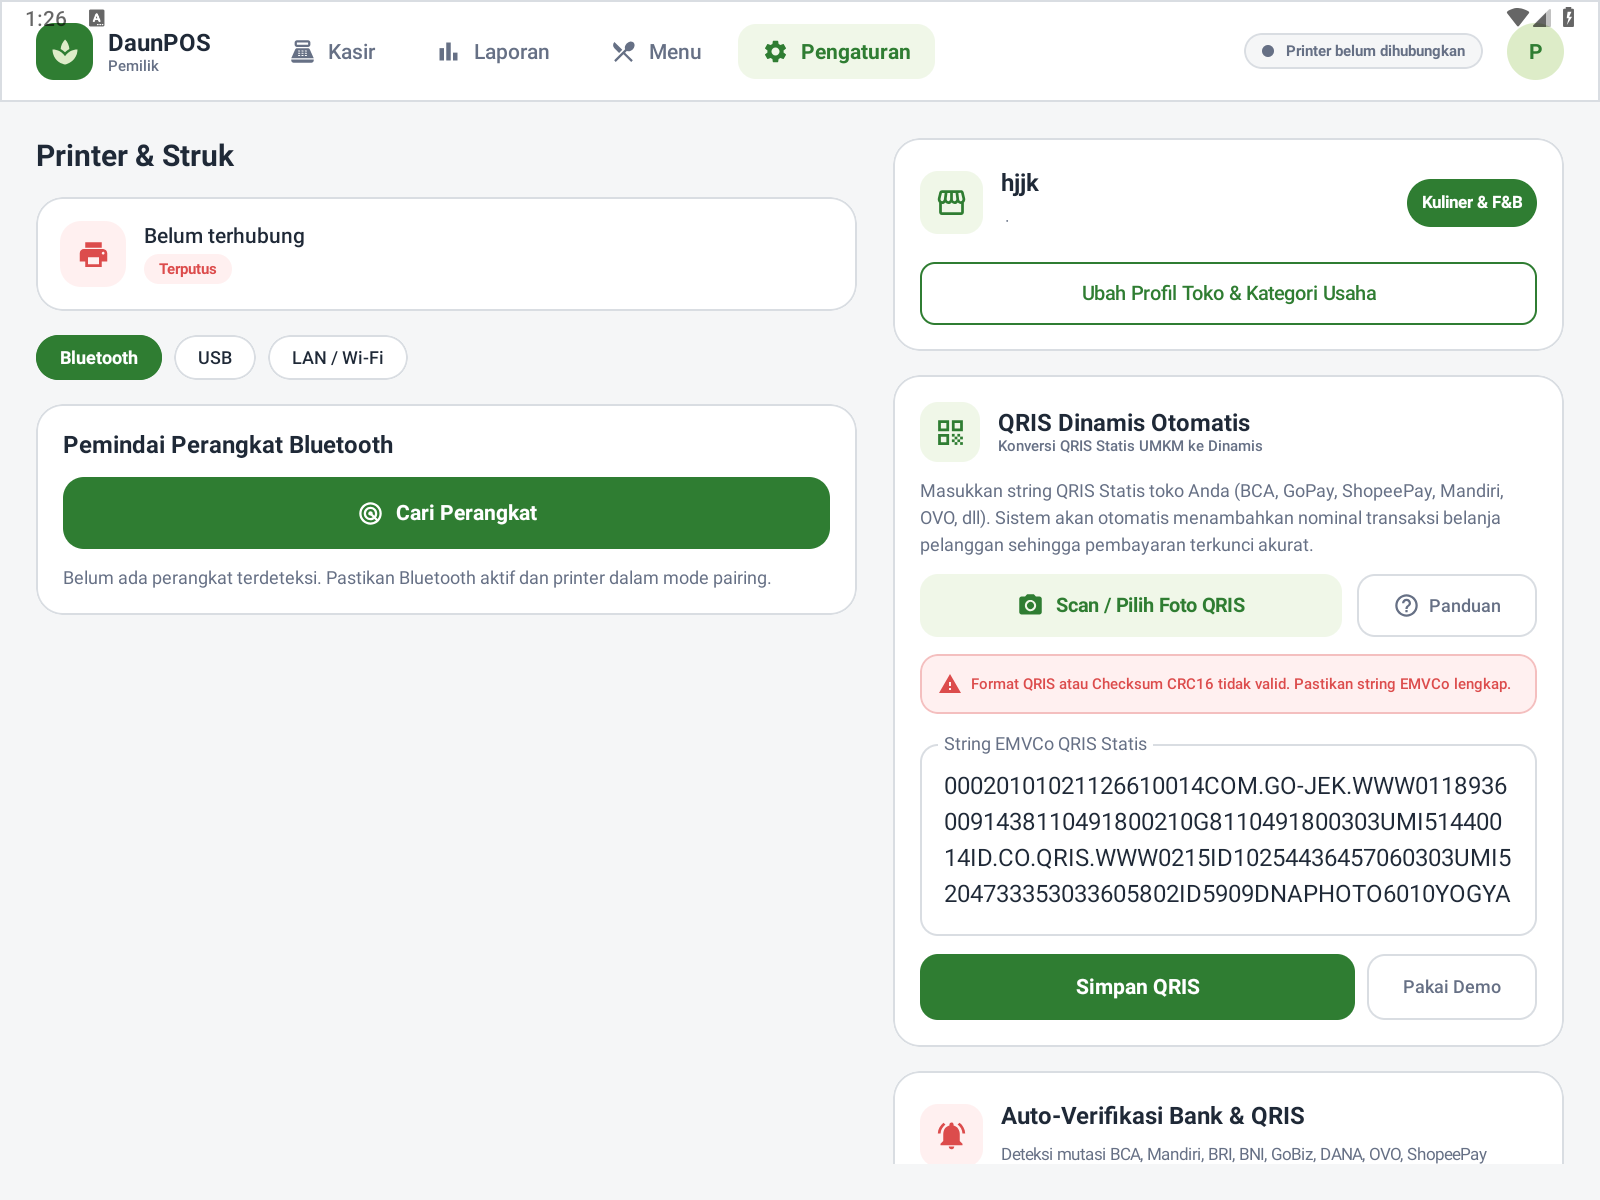 1:26
A
DaunPOS
Pemilik
Kasir
Laporan
Menu
Pengaturan
Printer belum dihubungkan
P
Printer & Struk
Belum terhubung
Terputus
Bluetooth
USB
LAN / Wi-Fi
Pemindai Perangkat Bluetooth
Cari Perangkat
Belum ada perangkat terdeteksi. Pastikan Bluetooth aktif dan printer dalam mode pairing.
hjjk
.
Kuliner & F&B
Ubah Profil Toko & Kategori Usaha
QRIS Dinamis Otomatis
Konversi QRIS Statis UMKM ke Dinamis
Masukkan string QRIS Statis toko Anda (BCA, GoPay, ShopeePay, Mandiri,
OVO, dll). Sistem akan otomatis menambahkan nominal transaksi belanja
pelanggan sehingga pembayaran terkunci akurat.
Scan / Pilih Foto QRIS
Panduan
Format QRIS atau Checksum CRC16 tidak valid. Pastikan string EMVCo lengkap.
String EMVCo QRIS Statis
00020101021126610014COM.GO-JEK.WWW0118936
00914381104918002​10G8110491800303UMI514400
14ID.CO.QRIS.WWW0215ID10254436457060303UMI5
204733353033605802ID5909DNAPHOTO6010YOGYA
Simpan QRIS
Pakai Demo
Auto-Verifikasi Bank & QRIS
Deteksi mutasi BCA, Mandiri, BRI, BNI, GoBiz, DANA, OVO, ShopeePay